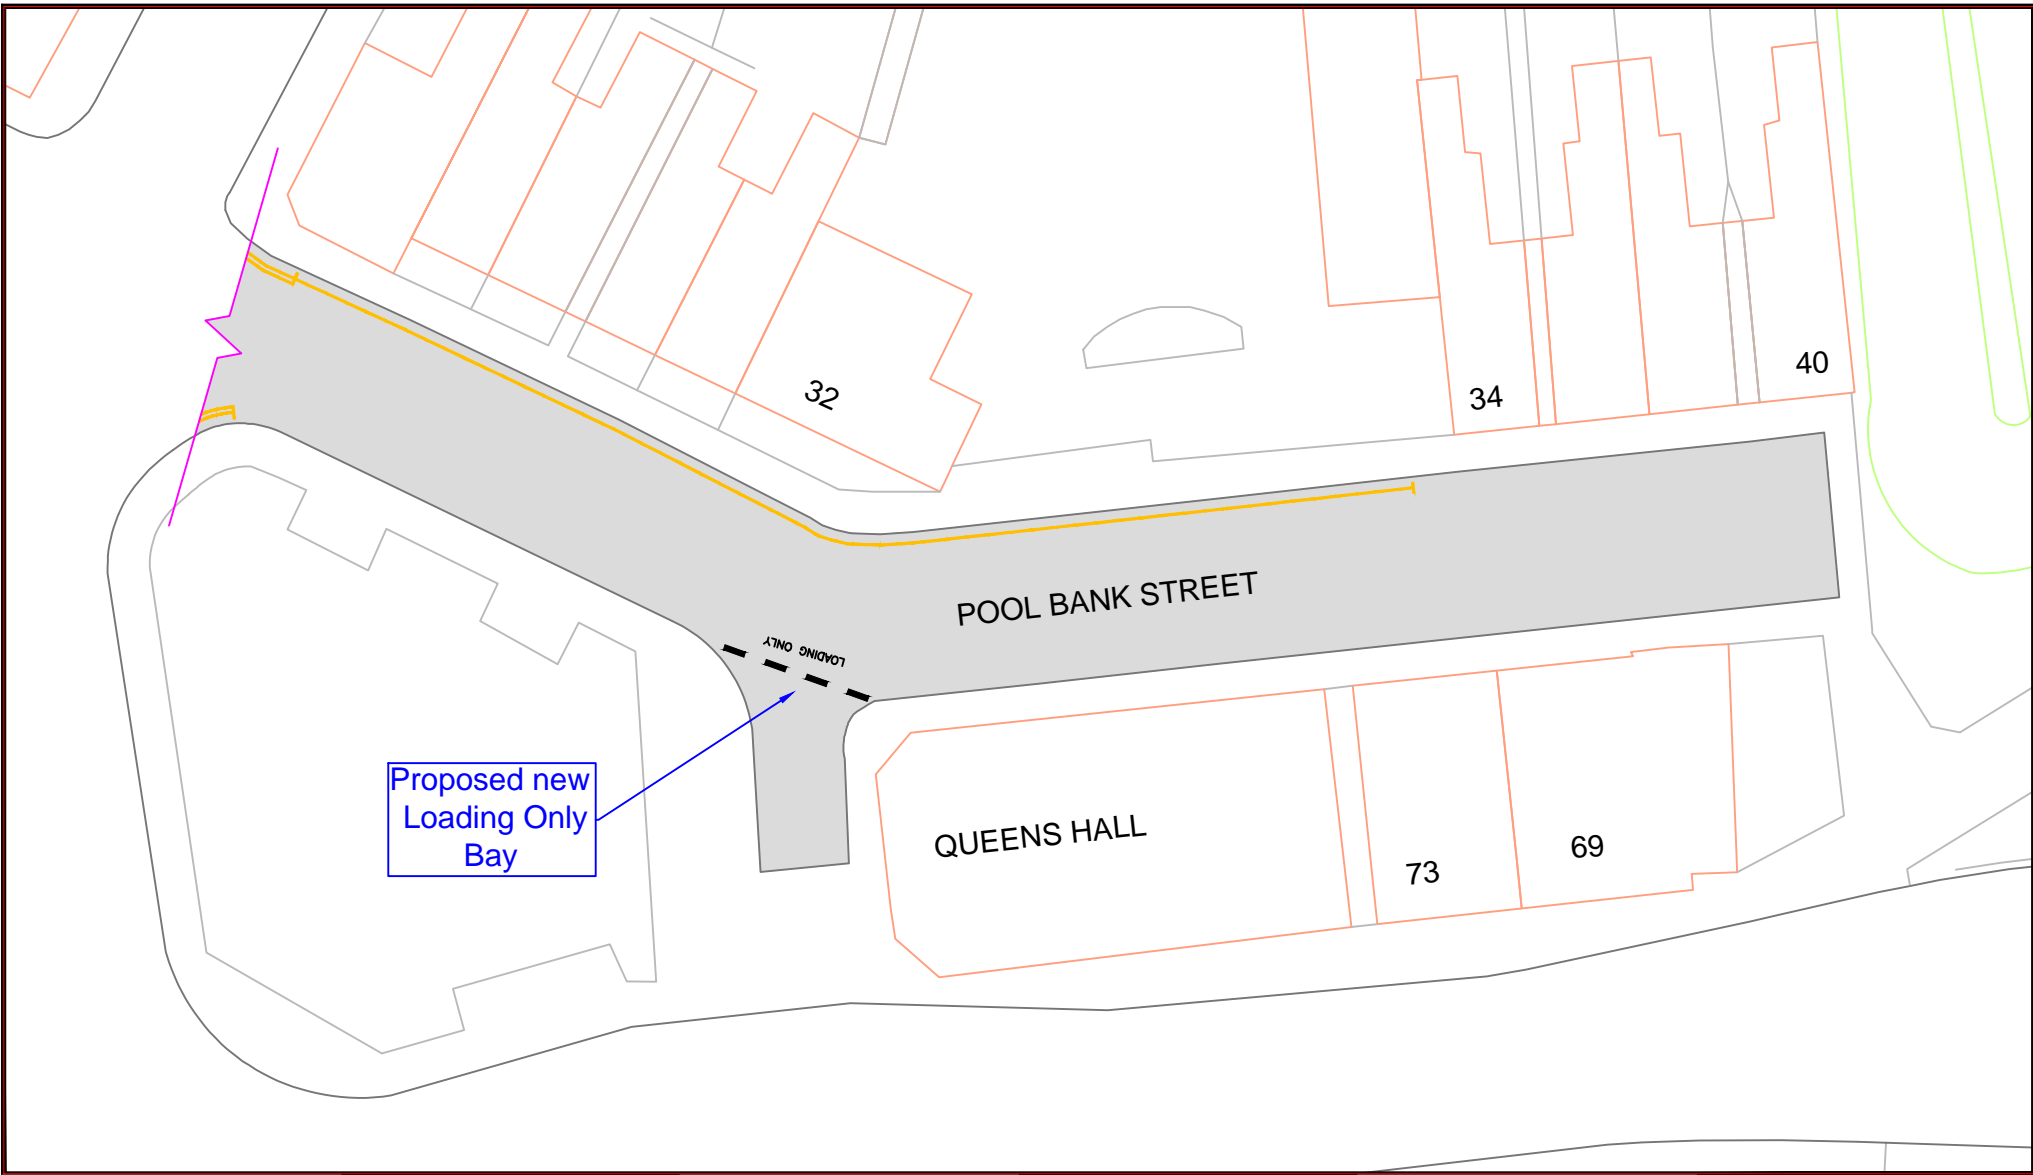 32
34
40
POOL BANK STREET
LOADING ONLY
Proposed new
Loading Only
Bay
QUEENS HALL
73
69